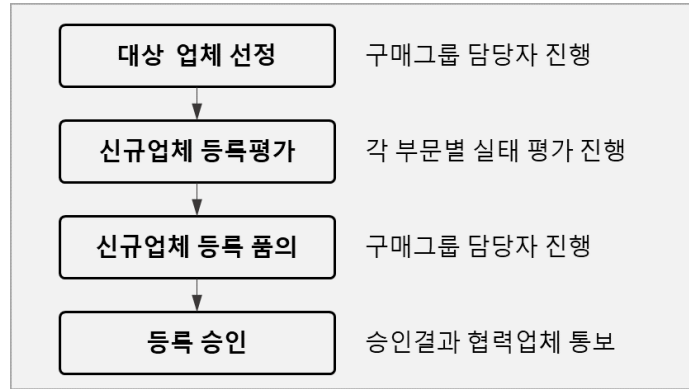 대상 업체 선정
구매그룹 담당자 진행
신규업체 등록평가
각 부문별 실태 평가 진행
신규업체 등록 품의
구매그룹 담당자 진행
등록 승인
승인결과 협력업체 통보